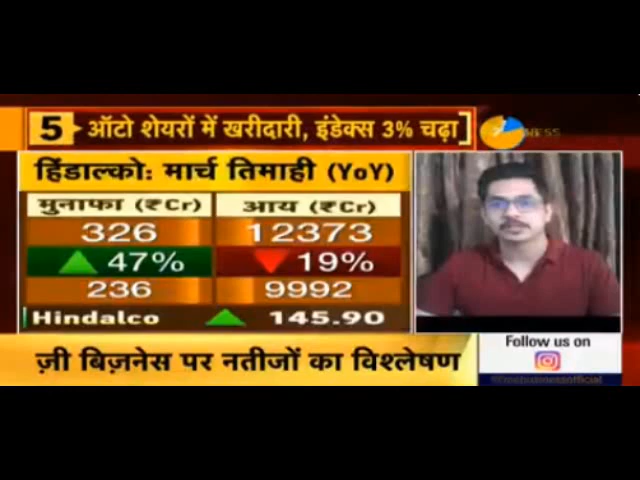 5 ऑटो शेयरों में खरीदारी, इंडेक्स 3% चढ़ा
NESS
हिंडाल्को: मार्च तिमाही (YoY)
मुनाफा (₹Cr) आय (₹Cr)
326 12373
47% 19%
236 9992
Hindalco 145.90
ज़ी बिज़नेस पर नतीजों का विश्लेषण
Follow us on